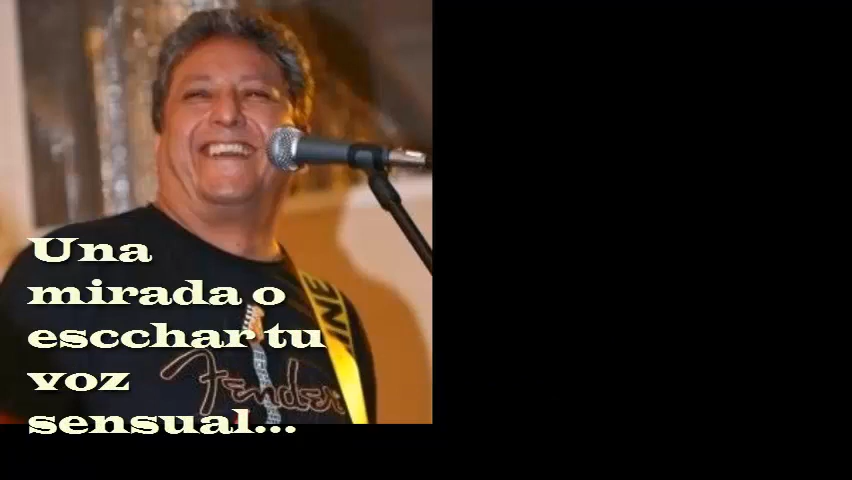 Una
mirada o
escchar tu
voz
sensual...
Fender